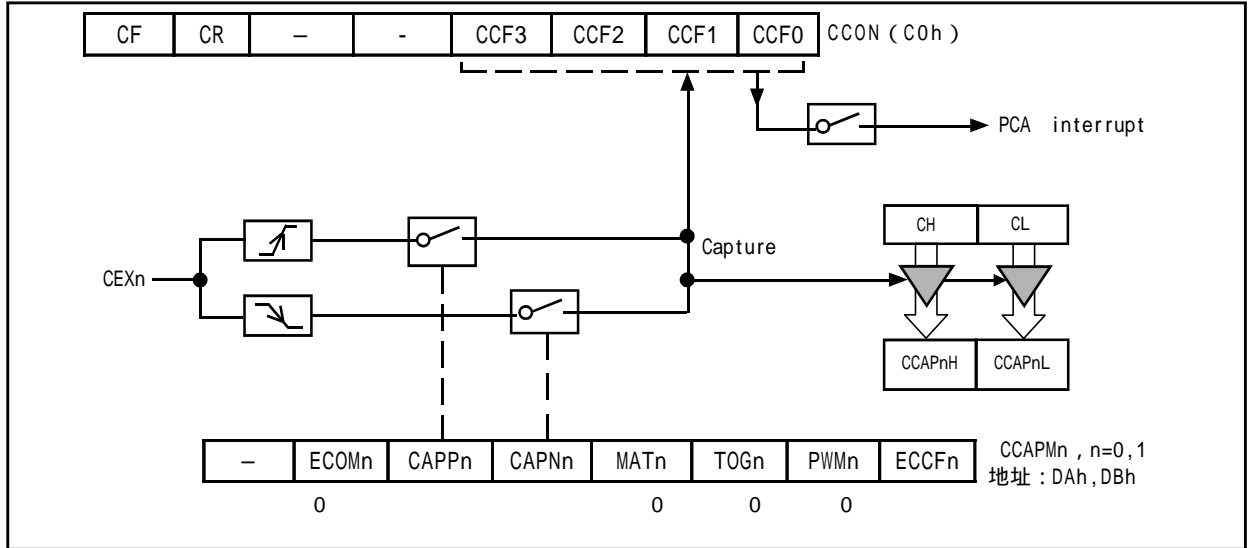 CF CR – - CCF3 CCF2 CCF1 CCF0 CCON (C0h)
PCA interrupt
CH CL
Capture
CEXn
CCAPnH CCAPnL
– ECOMn CAPPn CAPNn MATn TOGn PWMn ECCFn CCAPMn , n=0,1
地址 : DAh,DBh
0 0 0 0